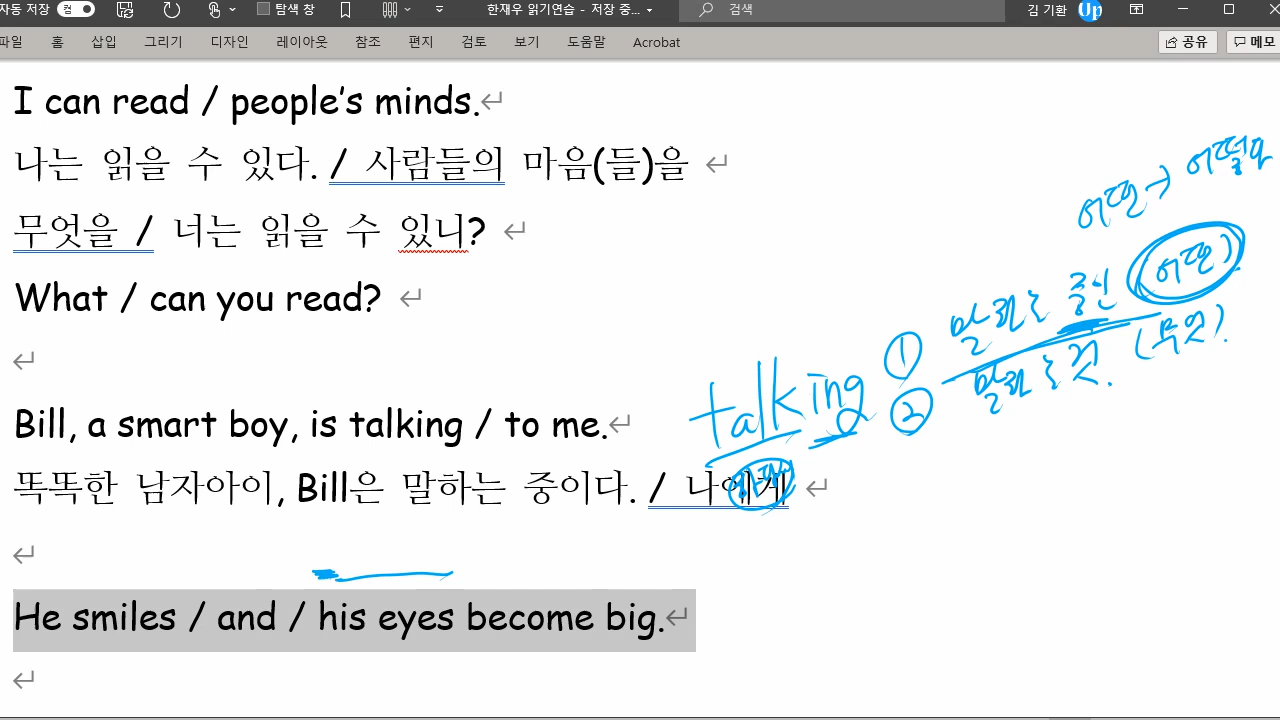 자동 저장 컴 탐색 창 한재우 읽기연습 - 저장 중... 검색 김 기환 Up
파일 홈 삽입 그리기 디자인 레이아웃 참조 편지 검토 보기 도움말 Acrobat 공유 메모
I can read / people's minds.
나는 읽을 수 있다. / 사람들의 마음(들)을
무엇을 / 너는 읽을 수 있니?
What / can you read?
어떤→ 어떨다
① 말하는 중인 (어떤)
talking
② 말하는 것. (무엇).
Bill, a smart boy, is talking / to me.
똑똑한 남자아이, Bill은 말하는 중이다. / 나에게
He smiles / and / his eyes become big.